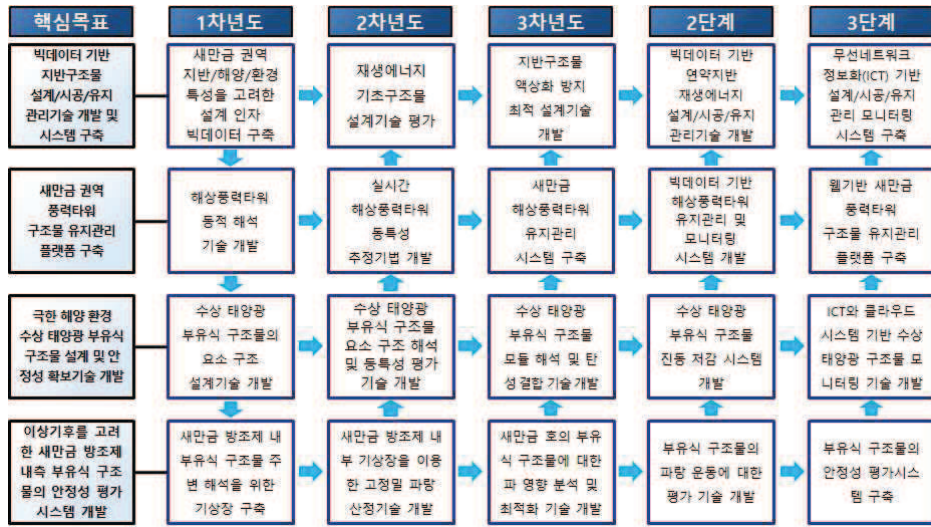 핵심목표
1차년도
2차년도
3차년도
2단계
3단계
빅데이터 기반
지반구조물
설계/시공/유지
관리기술 개발 및
시스템 구축
새만금 권역
지반/해양/환경
특성을 고려한
설계 인자
빅데이터 구축
재생에너지
기초구조물
설계기술 평가
지반구조물
액상화 방지
최적 설계기술
개발
빅데이터 기반
연약지반
재생에너지
설계/시공/유지
관리기술 개발
무선네트워크
정보화(ICT) 기반
설계/시공/유지
관리 모니터링
시스템 구축
새만금 권역
풍력타워
구조물 유지관리
플랫폼 구축
해상풍력타워
동적 해석
기술 개발
실시간
해상풍력타워
동특성
추정기법 개발
새만금
해상풍력타워
유지관리
시스템 구축
빅데이터 기반
해상풍력타워
유지관리 및
모니터링
시스템 개발
웹기반 새만금
풍력타워
구조물 유지관리
플랫폼 구축
극한 해양 환경
수상 태양광 부유식
구조물 설계 및 안
정성 확보기술 개발
수상 태양광
부유식 구조물의
요소 구조
설계기술 개발
수상 태양광
부유식 구조물
요소 구조 해석
및 동특성 평가
기술 개발
수상 태양광
부유식 구조물
모듈 해석 및 탄
성결합 기술개발
수상 태양광
부유식 구조물
진동 저감 시스템
개발
ICT와 클라우드
시스템 기반 수상
태양광 구조물 모
니터링 기술 개발
이상기후를 고려
한 새만금 방조제
내측 부유식 구조
물의 안정성 평가
시스템 개발
새만금 방조제 내
부유식 구조물 주
변 해석을 위한
기상장 구축
새만금 방조제 내
부 기상장을 이용
한 고정밀 파랑
산정기술 개발
새만금 호의 부유
식 구조물에 대한
파 영향 분석 및
최적화 기술 개발
부유식 구조물의
파랑 운동에 대한
평가 기술 개발
부유식 구조물의
안정성 평가시스
템 구축